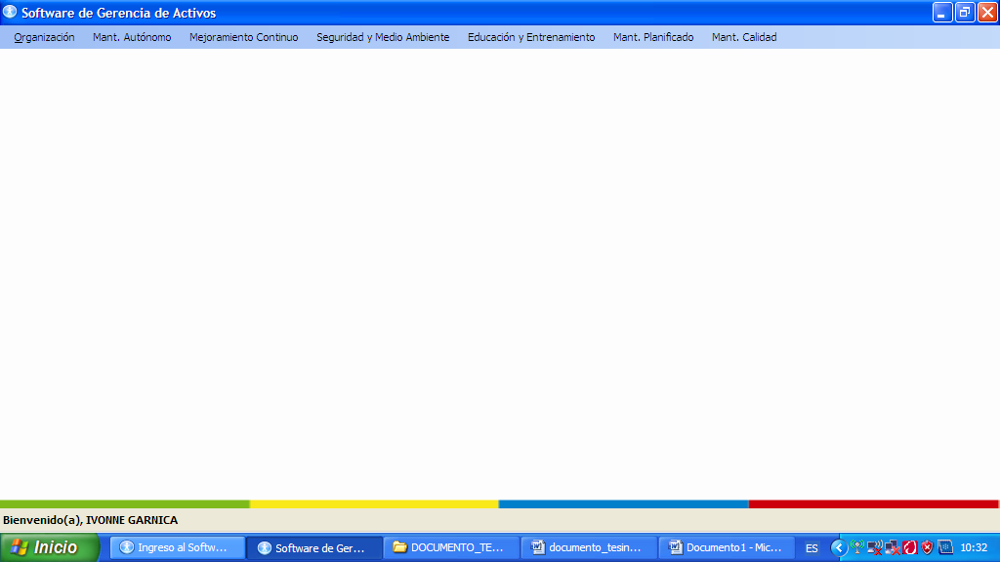 Software de Gerencia de Activos
Organización Mant. Autónomo Mejoramiento Continuo Seguridad y Medio Ambiente Educación y Entrenamiento Mant. Planificado Mant. Calidad
Bienvenido(a), IVONNE GARNICA
Inicio Ingreso al Softw... Software de Ger... DOCUMENTO_TE... documento_tesin... Documento1 - Mic... ES 10:32